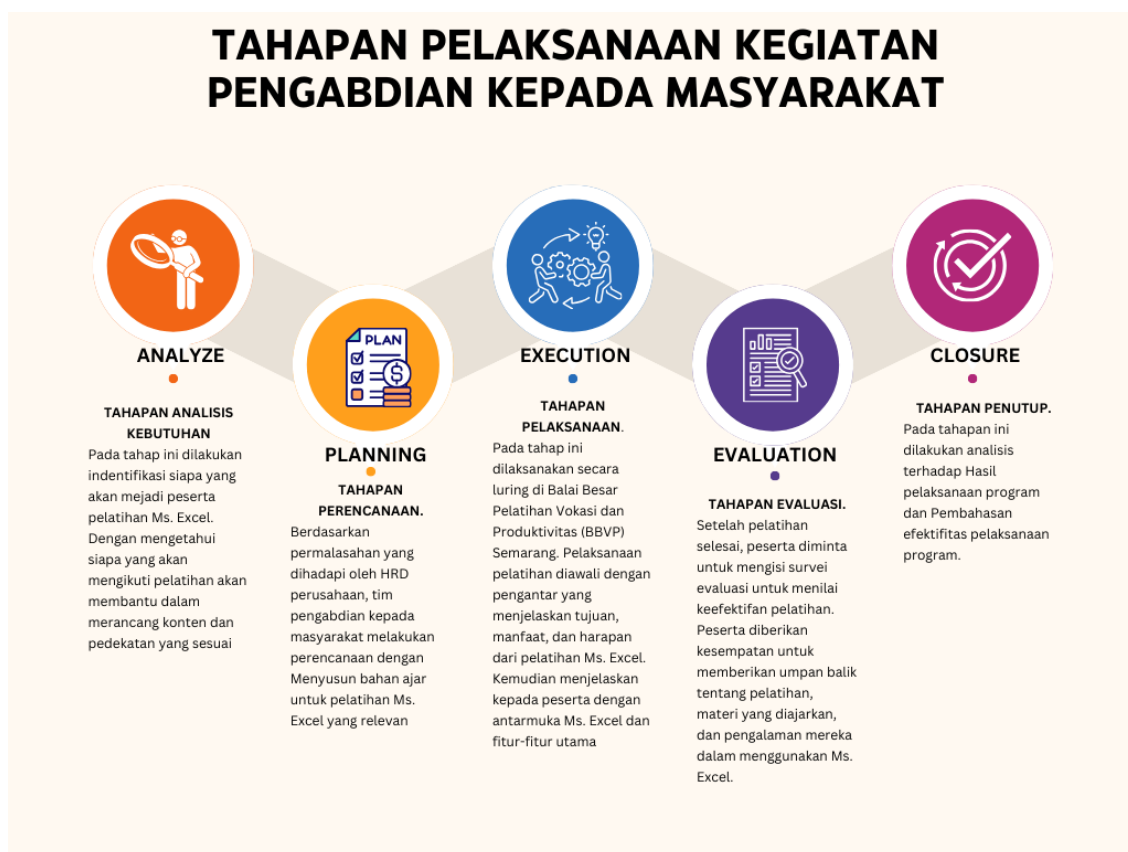 TAHAPAN PELAKSANAAN KEGIATAN
PENGABDIAN KEPADA MASYARAKAT
ANALYZE
TAHAPAN ANALISIS
KEBUTUHAN
Pada tahap ini dilakukan
indentifikasi siapa yang
akan mejadi peserta
pelatihan Ms. Excel.
Dengan mengetahui
siapa yang akan
mengikuti pelatihan akan
membantu dalam
merancang konten dan
pedekatan yang sesuai
PLAN
$
PLANNING
TAHAPAN
PERENCANAAN.
Berdasarkan
permalasahan yang
dihadapi oleh HRD
perusahaan, tim
pengabdian kepada
masyarakat melakukan
perencanaan dengan
Menyusun bahan ajar
untuk pelatihan Ms.
Excel yang relevan
EXECUTION
TAHAPAN
PELAKSANAAN.
Pada tahap ini
dilaksanakan secara
luring di Balai Besar
Pelatihan Vokasi dan
Produktivitas (BBVP)
Semarang. Pelaksanaan
pelatihan diawali dengan
pengantar yang
menjelaskan tujuan,
manfaat, dan harapan
dari pelatihan Ms. Excel.
Kemudian menjelaskan
kepada peserta dengan
antarmuka Ms. Excel dan
fitur-fitur utama
EVALUATION
TAHAPAN EVALUASI.
Setelah pelatihan
selesai, peserta diminta
untuk mengisi survei
evaluasi untuk menilai
keefektifan pelatihan.
Peserta diberikan
kesempatan untuk
memberikan umpan balik
tentang pelatihan,
materi yang diajarkan,
dan pengalaman mereka
dalam menggunakan Ms.
Excel.
CLOSURE
TAHAPAN PENUTUP.
Pada tahapan ini
dilakukan analisis
terhadap Hasil
pelaksanaan program
dan Pembahasan
efektifitas pelaksanaan
program.